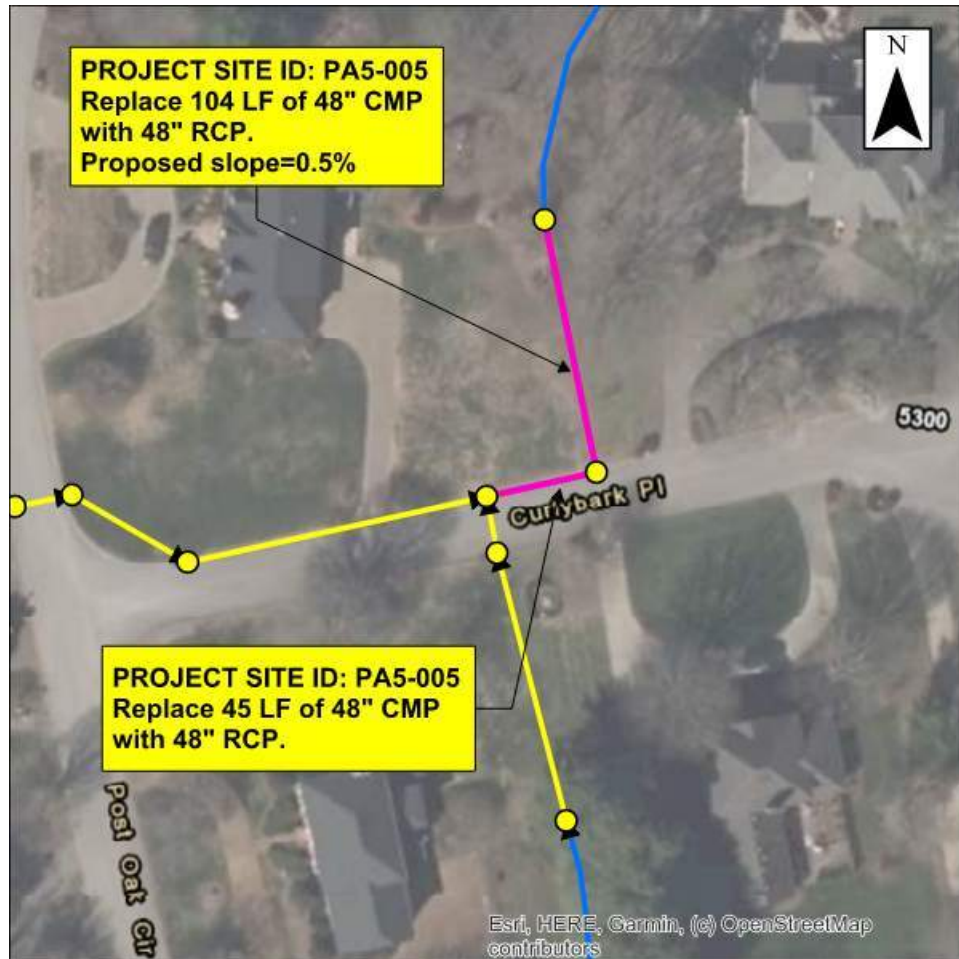 PROJECT SITE ID: PA5-005
Replace 104 LF of 48" CMP
with 48" RCP.
Proposed slope=0.5%
N
5300
Curlybark Pl
PROJECT SITE ID: PA5-005
Replace 45 LF of 48" CMP
with 48" RCP.
Post Oak Cir
Esri, HERE, Garmin, (c) OpenStreetMap
contributors